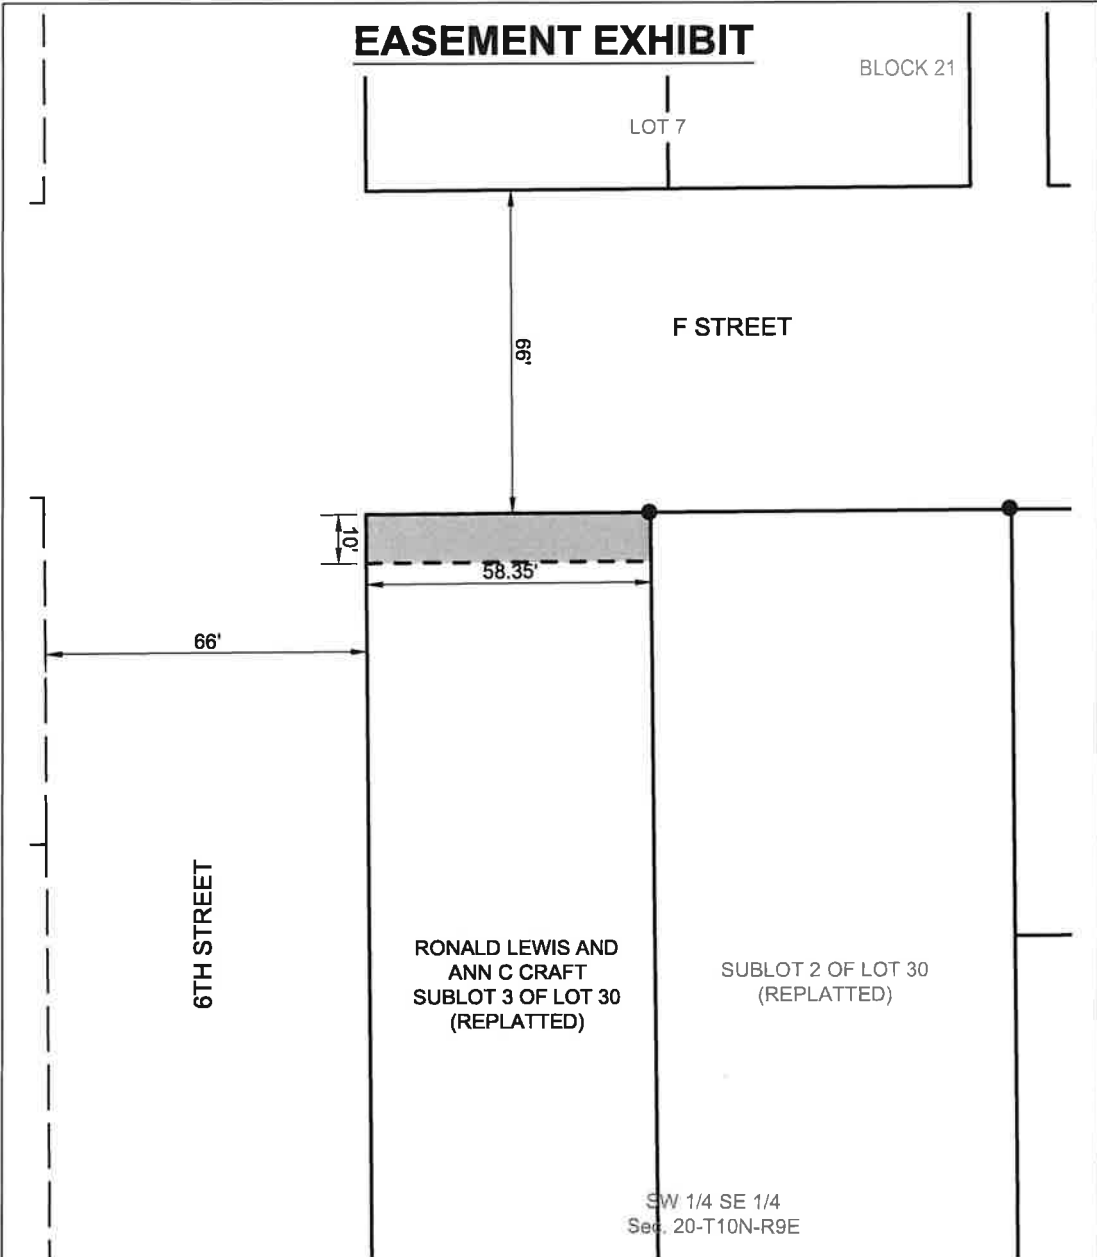 EASEMENT EXHIBIT
BLOCK 21
LOT 7
F STREET
66'
10'
58.35'
66'
6TH STREET
RONALD LEWIS AND
ANN C CRAFT
SUBLOT 3 OF LOT 30
(REPLATTED)
SUBLOT 2 OF LOT 30
(REPLATTED)
SW 1/4 SE 1/4
Sec. 20-T10N-R9E